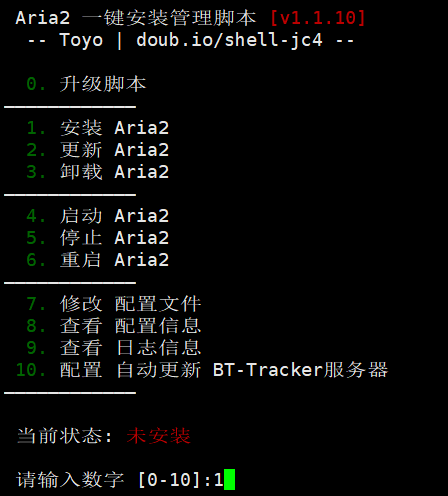 Aria2 一键安装管理脚本 [v1.1.10]
-- Toyo | doub.io/shell-jc4 --
0. 升级脚本
————————————
1. 安装 Aria2
2. 更新 Aria2
3. 卸载 Aria2
————————————
4. 启动 Aria2
5. 停止 Aria2
6. 重启 Aria2
————————————
7. 修改 配置文件
8. 查看 配置信息
9. 查看 日志信息
10. 配置 自动更新 BT-Tracker服务器
————————————
当前状态: 未安装
请输入数字 [0-10]:1